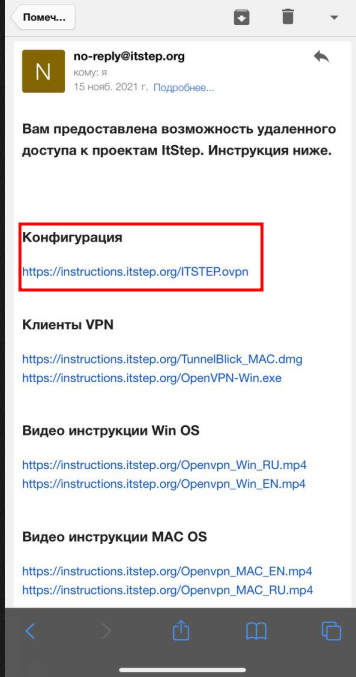 Помеч...
N
no-reply@itstep.org
кому: я
15 нояб. 2021 г. Подробнее...
Вам предоставлена возможность удаленного
доступа к проектам ItStep. Инструкция ниже.
Конфигурация
https://instructions.itstep.org/ITSTEP.ovpn
Клиенты VPN
https://instructions.itstep.org/TunnelBlick_MAC.dmg
https://instructions.itstep.org/OpenVPN-Win.exe
Видео инструкции Win OS
https://instructions.itstep.org/Openvpn_Win_RU.mp4
https://instructions.itstep.org/Openvpn_Win_EN.mp4
Видео инструкции MAC OS
https://instructions.itstep.org/Openvpn_MAC_EN.mp4
https://instructions.itstep.org/Openvpn_MAC_RU.mp4